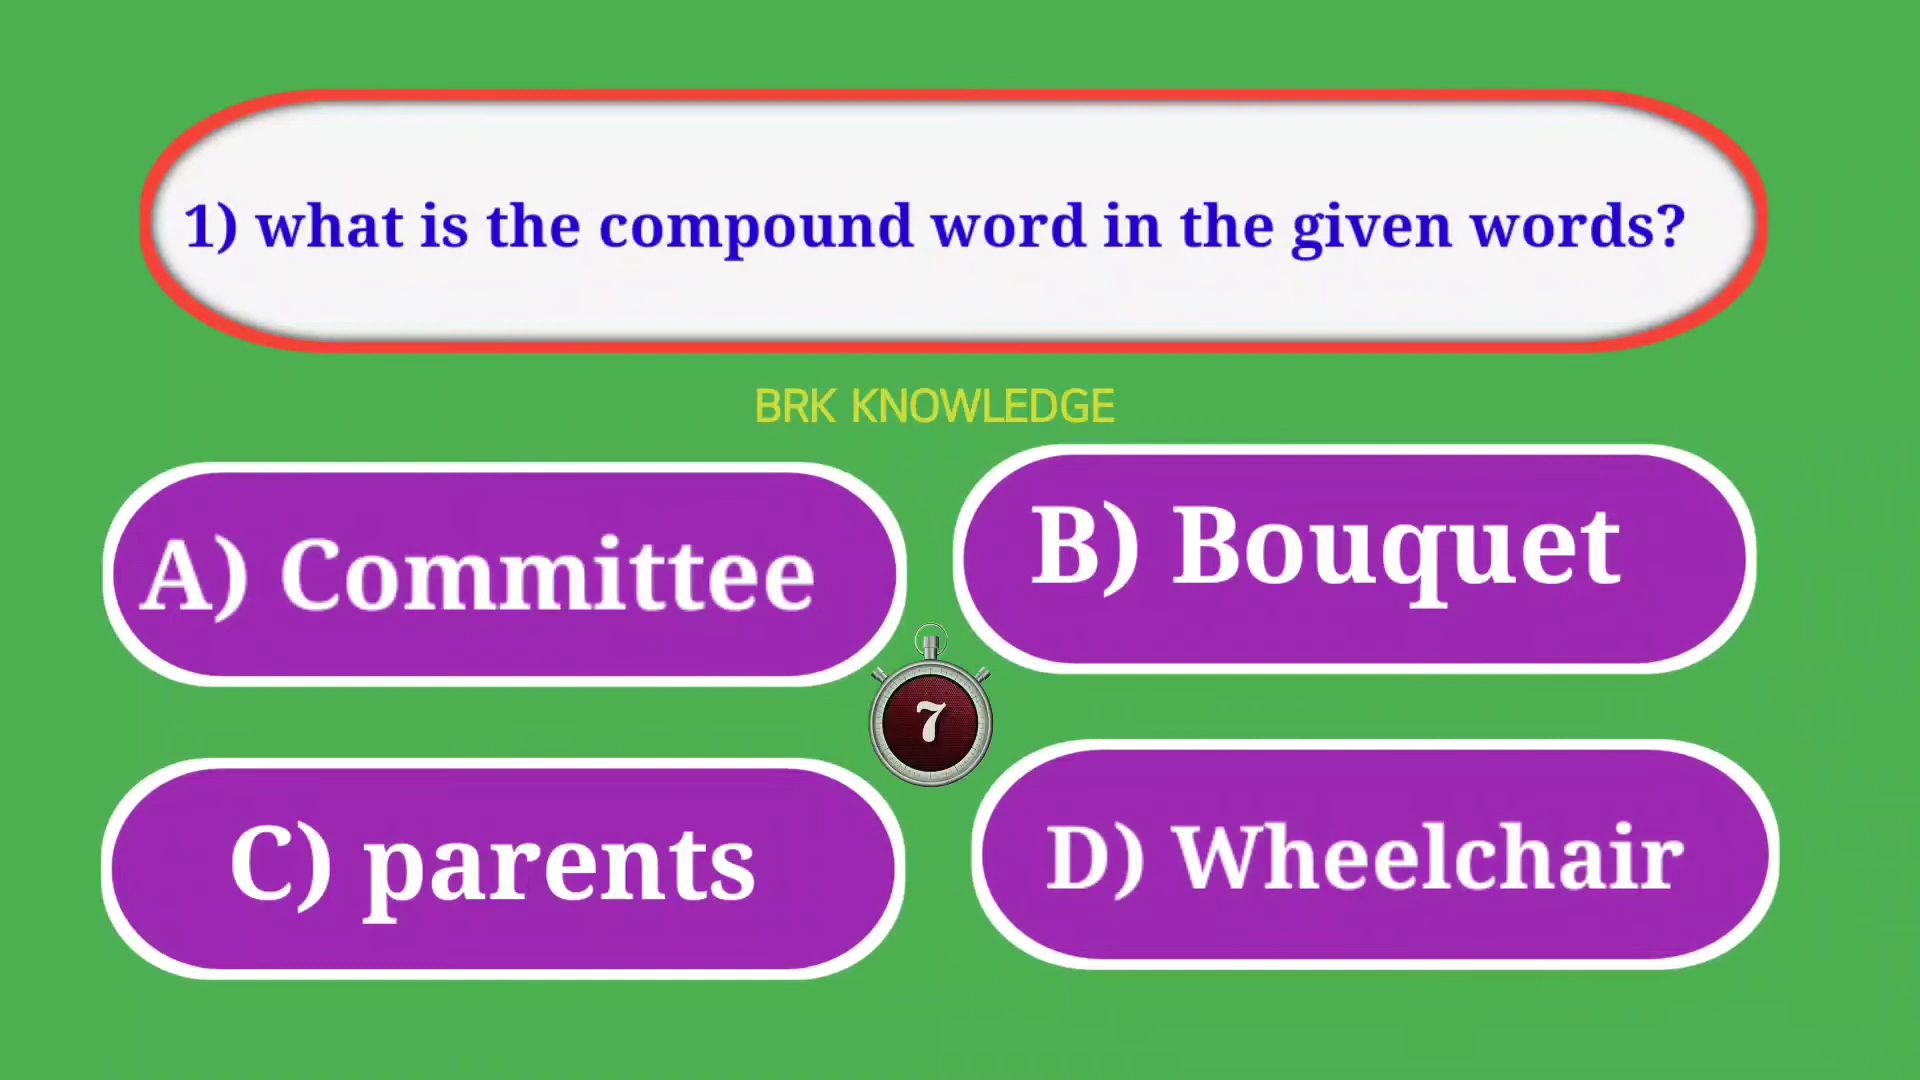 1) what is the compound word in the given words?
BRK KNOWLEDGE
A) Committee
B) Bouquet
7
C) parents
D) Wheelchair